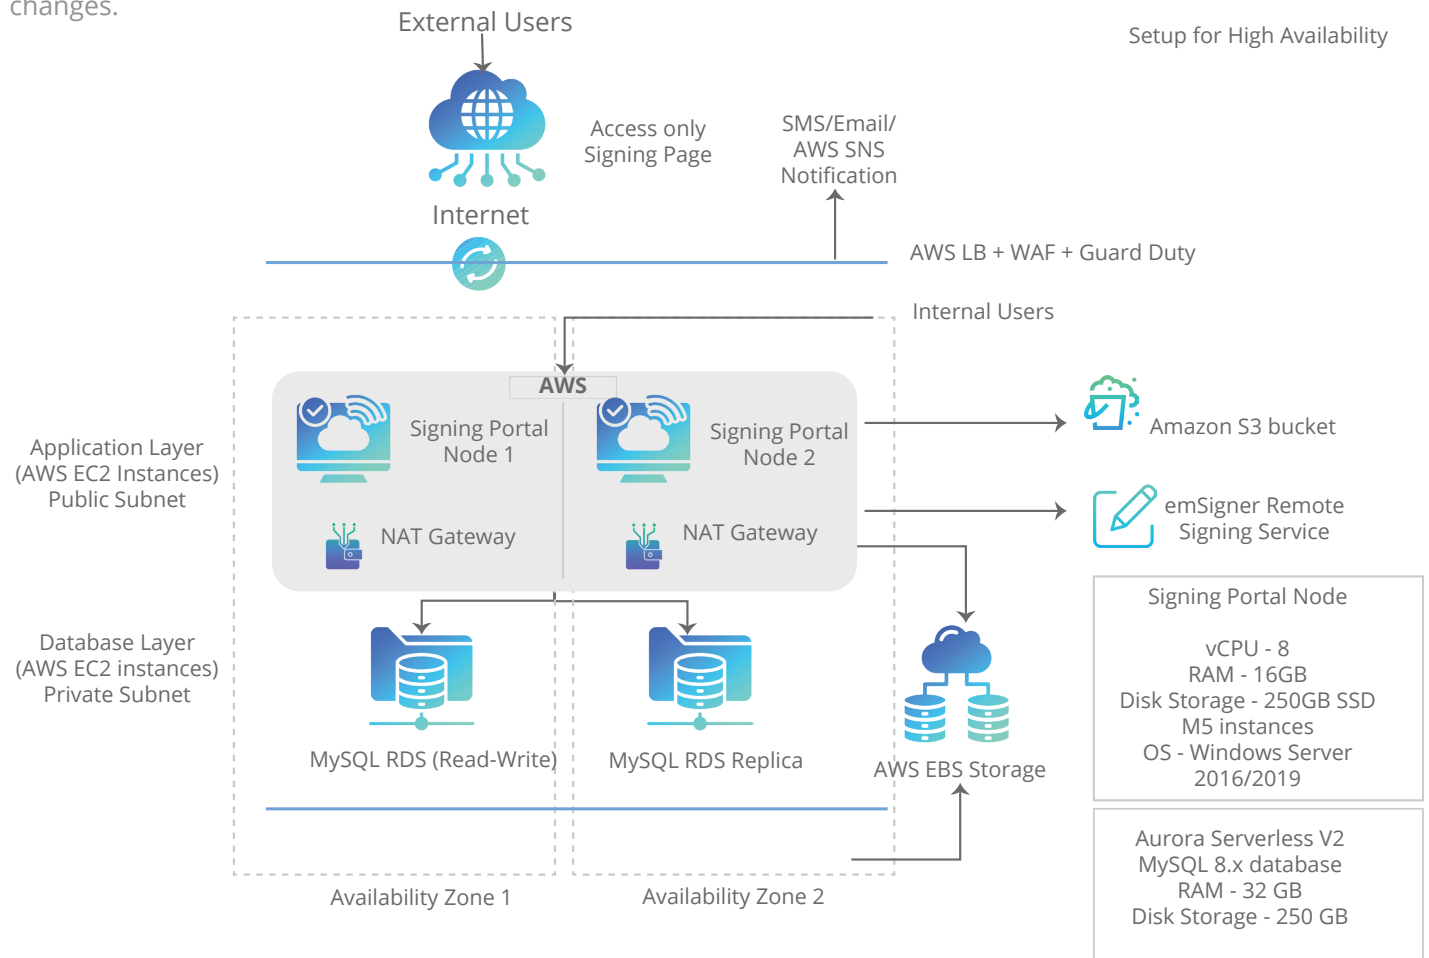 changes.
External Users
Setup for High Availability
Access only
Signing Page
SMS/Email/
AWS SNS
Notification
Internet
AWS LB + WAF + Guard Duty
Internal Users
AWS
Application Layer
(AWS EC2 Instances)
Public Subnet
Signing Portal
Node 1
Signing Portal
Node 2
Amazon S3 bucket
NAT Gateway
NAT Gateway
emSigner Remote
Signing Service
Database Layer
(AWS EC2 instances)
Private Subnet
MySQL RDS (Read-Write)
MySQL RDS Replica
AWS EBS Storage
Signing Portal Node
vCPU - 8
RAM - 16GB
Disk Storage - 250GB SSD
M5 instances
OS - Windows Server
2016/2019
Aurora Serverless V2
MySQL 8.x database
RAM - 32 GB
Disk Storage - 250 GB
Availability Zone 1
Availability Zone 2